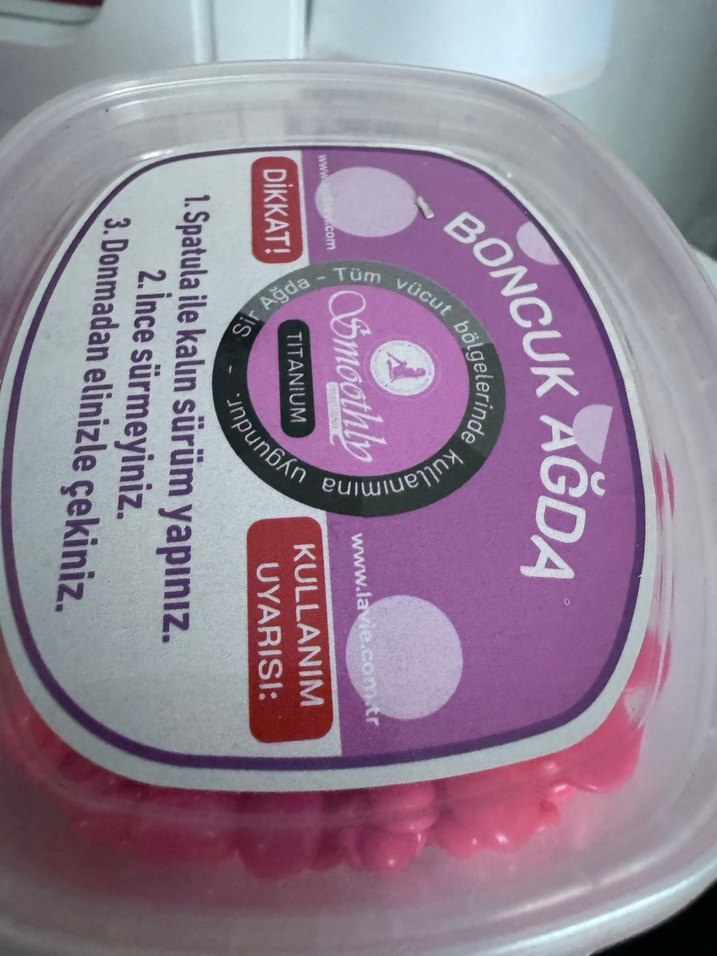 BONCUK AĞDA
www.lavie.com.tr
Sir Ağda - Tüm vücut bölgelerinde kullanımına uygundur. -
Smoothly
TITANIUM
DİKKAT!
KULLANIM
UYARISI:
1. Spatula ile kalın sürüm yapınız.
2. İnce sürmeyiniz.
3. Donmadan elinizle çekiniz.